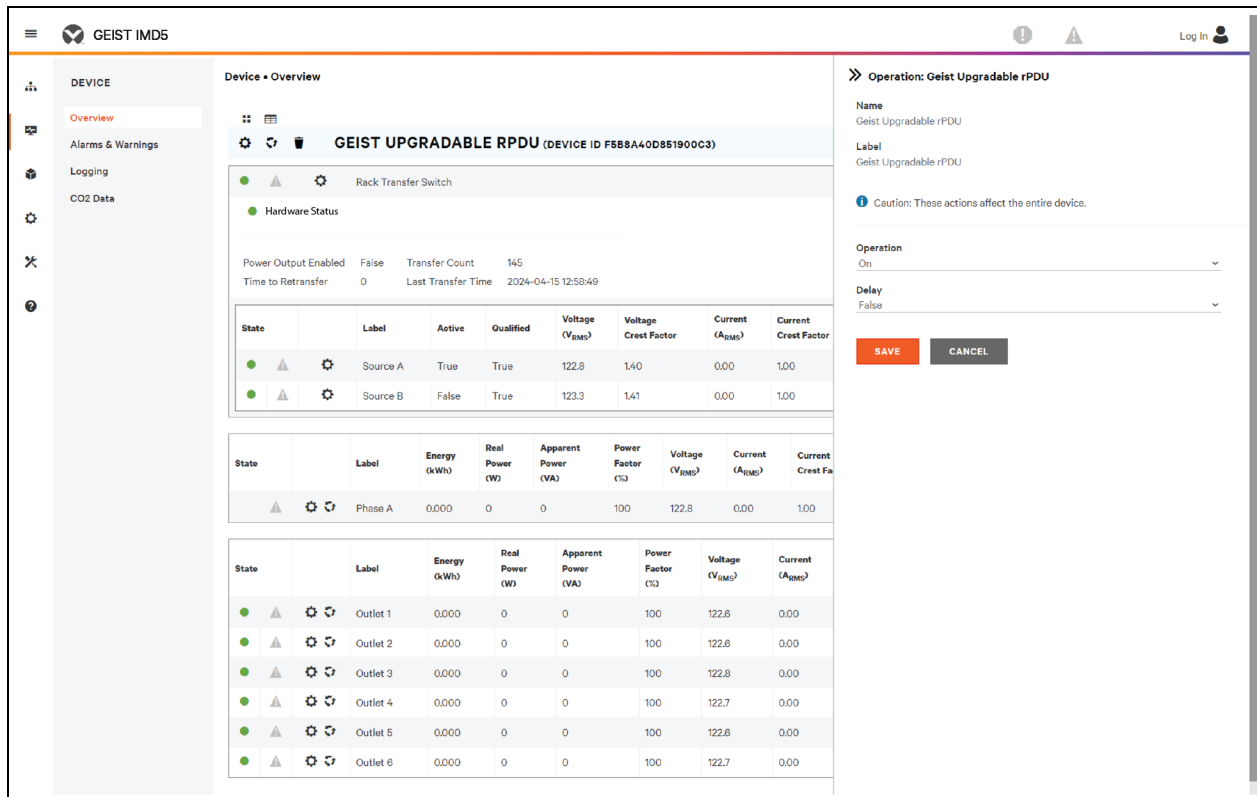 GEIST IMD5
Log In
DEVICE
Overview
Alarms & Warnings
Logging
CO2 Data
Device • Overview
GEIST UPGRADABLE RPDU (DEVICE ID F5B8A40D851900C3)
Rack Transfer Switch
Hardware Status
Power Output Enabled False Transfer Count 145
Time to Retransfer 0 Last Transfer Time 2024-04-15 12:58:49
State Label Active Qualified Voltage (VRMS) Voltage Crest Factor Current (ARMS) Current Crest Factor
Source A True True 122.8 1.40 0.00 1.00
Source B False True 123.3 1.41 0.00 1.00
State Label Energy (kWh) Real Power (W) Apparent Power (VA) Power Factor (%) Voltage (VRMS) Current (ARMS) Current Crest Fa
Phase A 0.000 0 0 100 122.8 0.00 1.00
State Label Energy (kWh) Real Power (W) Apparent Power (VA) Power Factor (%) Voltage (VRMS) Current (ARMS)
Outlet 1 0.000 0 0 100 122.6 0.00
Outlet 2 0.000 0 0 100 122.6 0.00
Outlet 3 0.000 0 0 100 122.8 0.00
Outlet 4 0.000 0 0 100 122.7 0.00
Outlet 5 0.000 0 0 100 122.6 0.00
Outlet 6 0.000 0 0 100 122.7 0.00
Operation: Geist Upgradable rPDU
Name
Geist Upgradable rPDU
Label
Geist Upgradable rPDU
Caution: These actions affect the entire device.
Operation
On
Delay
False
SAVE CANCEL